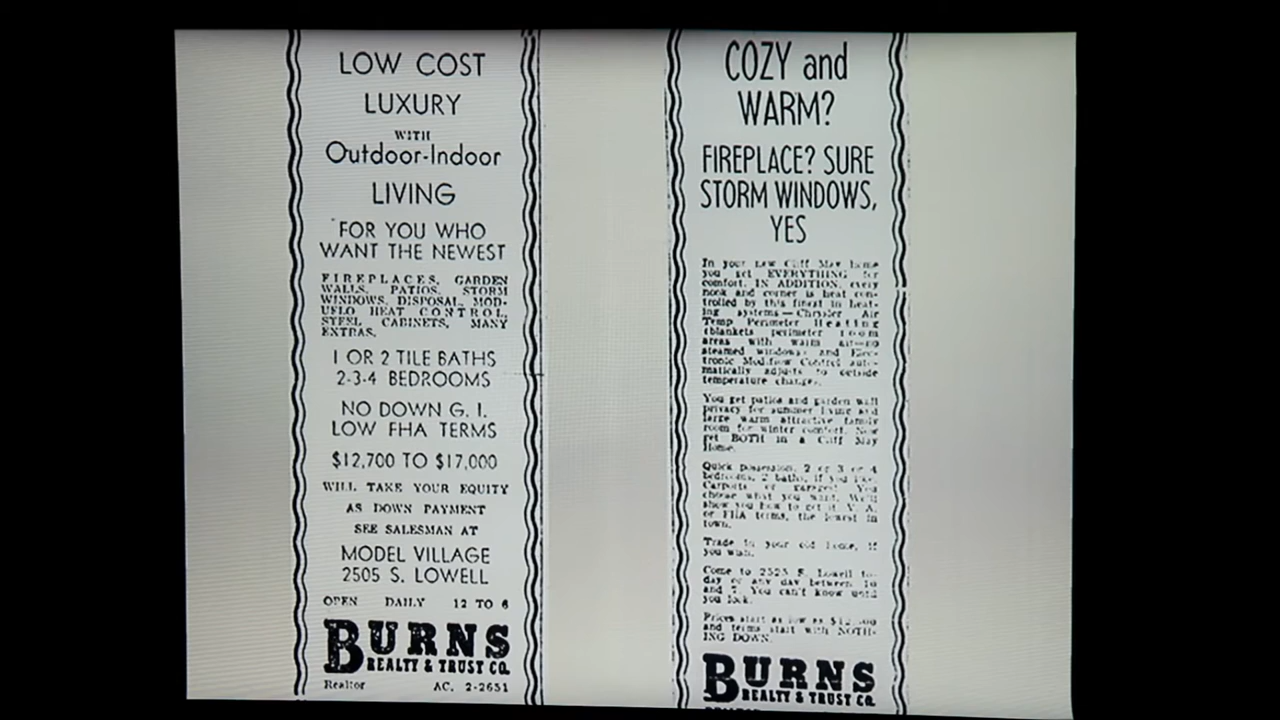 LOW COST
LUXURY
WITH
Outdoor-Indoor
LIVING
FOR YOU WHO
WANT THE NEWEST
FIREPLACES, GARDEN
WALLS, PATIOS, STORM
WINDOWS, DISPOSAL, MOD-
UFLO HEAT CONTROL,
STEEL CABINETS, MANY
EXTRAS.
1 OR 2 TILE BATHS
2-3-4 BEDROOMS
NO DOWN G. I.
LOW FHA TERMS
$12,700 TO $17,000
WILL TAKE YOUR EQUITY
AS DOWN PAYMENT
SEE SALESMAN AT
MODEL VILLAGE
2505 S. LOWELL
OPEN DAILY 12 TO 6
BURNS
REALTY & TRUST CO.
Realtor AC. 2-2651
COZY and
WARM?
FIREPLACE? SURE
STORM WINDOWS,
YES
In your new Cliff May home
you get EVERYTHING for
comfort. IN ADDITION, every
nook and corner is heat con-
trolled by this finest in heat-
ing systems—Chrysler Air
Temp Perimeter Heating
(blankets perimeter room
areas with warm air—no
steamed windows) and Elec-
tronic Modiflow Control auto-
matically adjusts to outside
temperature changes.
You get patios and garden wall
privacy for summer living and
large warm attractive family
room for winter comfort. Now
get BOTH in a Cliff May
Home.
Quick possession, 2 or 3 or 4
bedrooms, 2 baths, if you like.
Carports or garages! You
choose what you want. We'll
show you how to get it V. A.
or FHA terms, the lowest in
town.
Trade in your old home, if
you wish.
Come to 2525 S. Lowell to-
day or any day between 10
and 7. You can't know until
you look.
Prices start as low as
and terms start with NOTH-
ING DOWN.
BURNS
REALTY & TRUST CO.